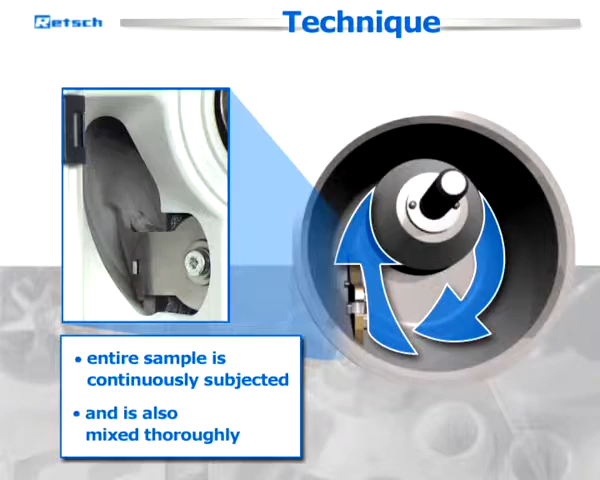 Retsch
Technique
• entire sample is
continuously subjected
• and is also
mixed thoroughly